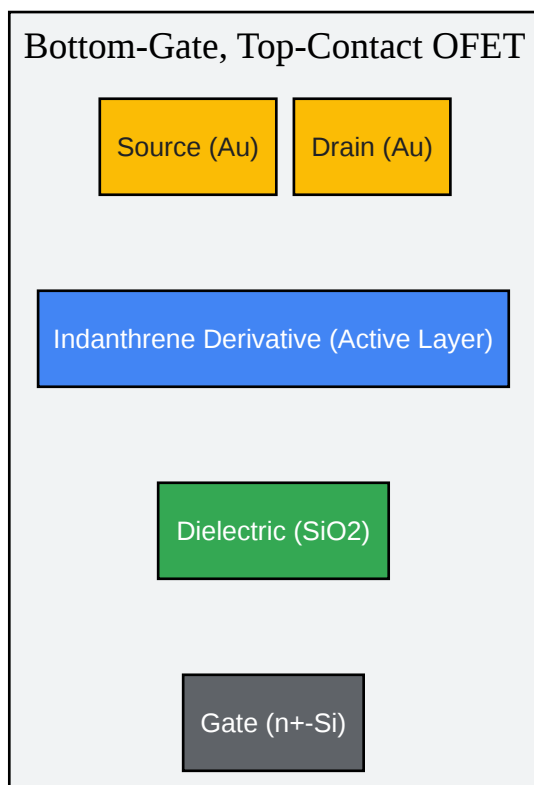 Bottom-Gate, Top-Contact OFET
Source (Au)
Drain (Au)
Indanthrene Derivative (Active Layer)
Dielectric (SiO2)
Gate (n+-Si)